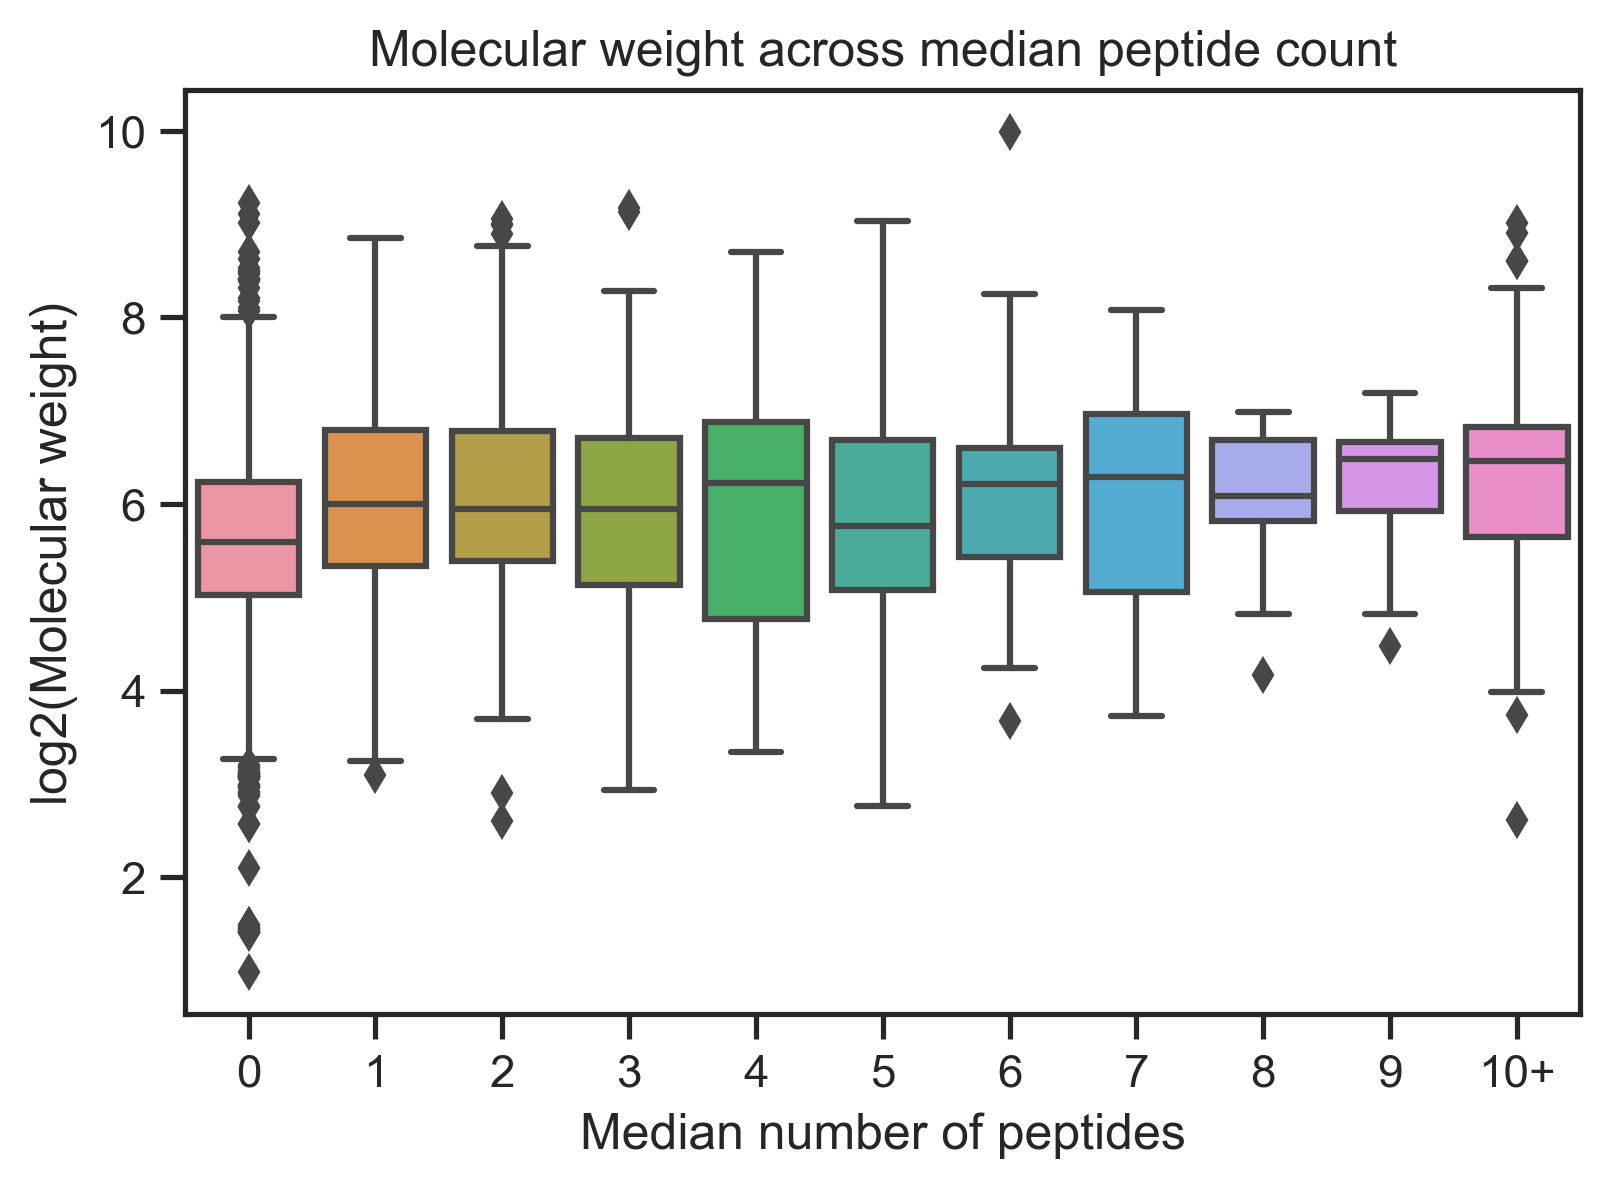 Molecular weight across median peptide count
10
8
6
4
2
log2(Molecular weight)
0 1 2 3 4 5 6 7 8 9 10+
Median number of peptides